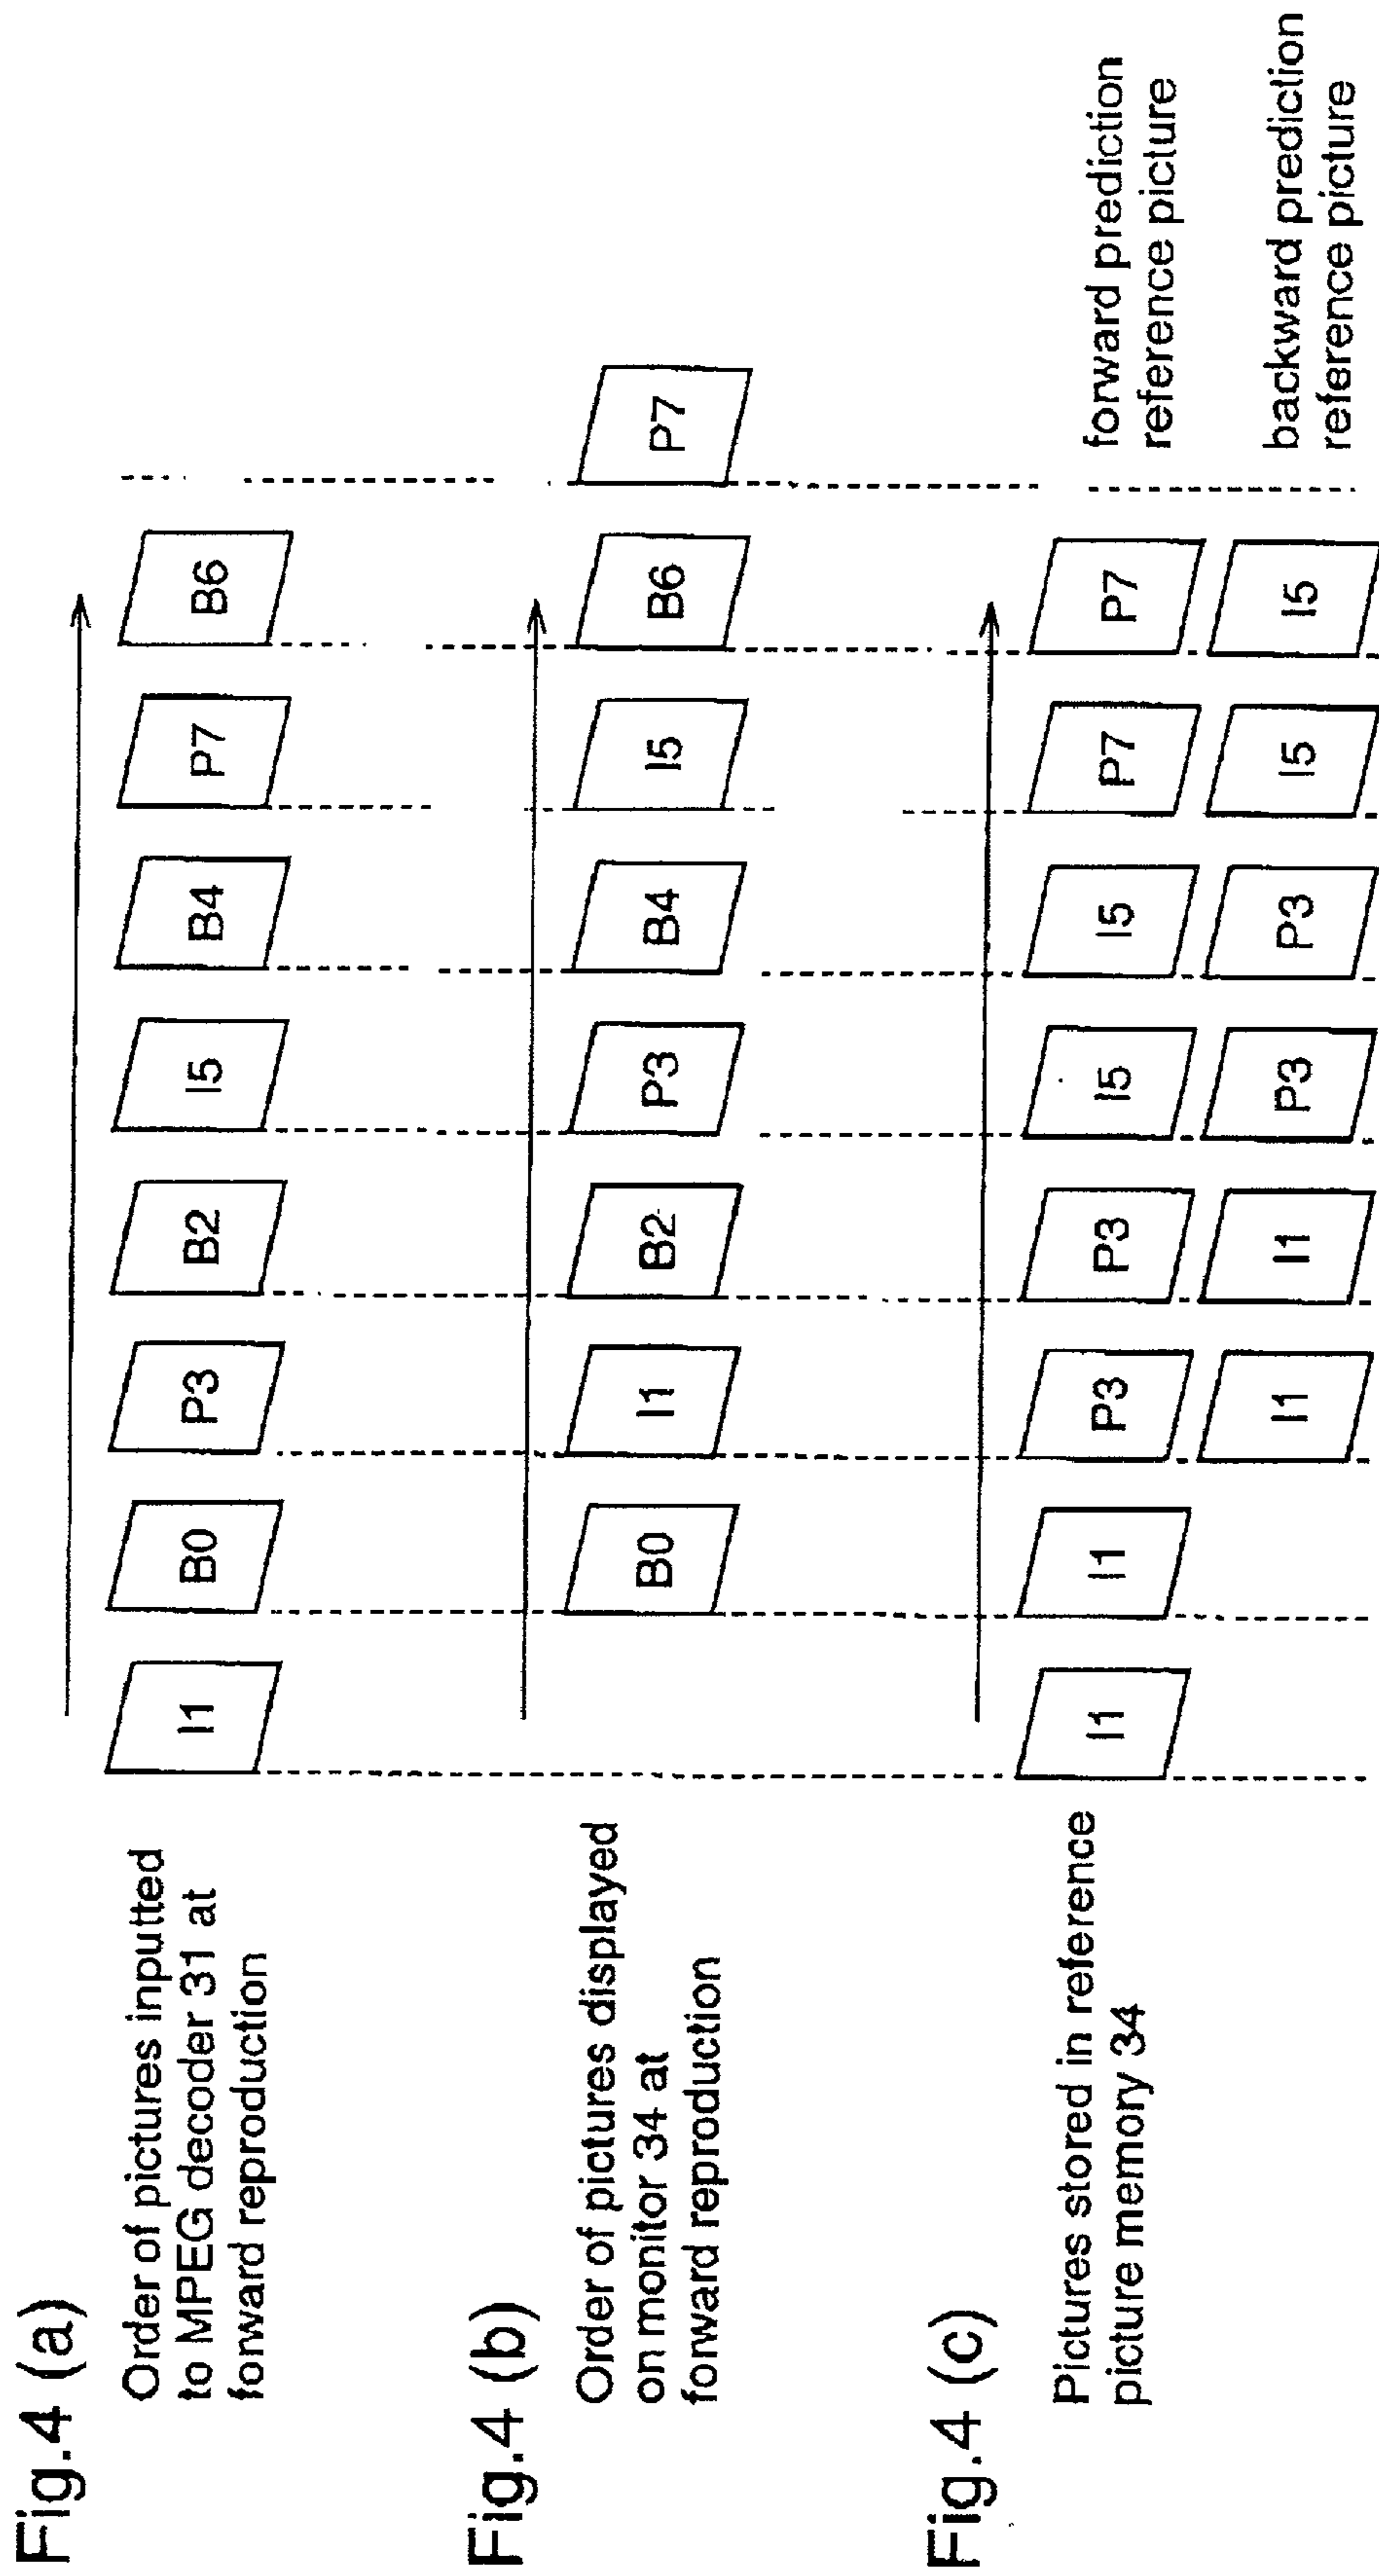 Fig.4 (a)
Order of pictures inputted
to MPEG decoder 31 at
forward reproduction
I1 B0 P3 B2 I5 B4 P7 B6
Fig.4 (b)
Order of pictures displayed
on monitor 34 at
forward reproduction
B0 I1 B2 P3 B4 I5 B6 P7
Fig.4 (c)
Pictures stored in reference
picture memory 34
I1 I1 P3 P3 I5 I5 P7 P7
forward prediction
reference picture
I1 I1 P3 P3 I5 I5
backward prediction
reference picture